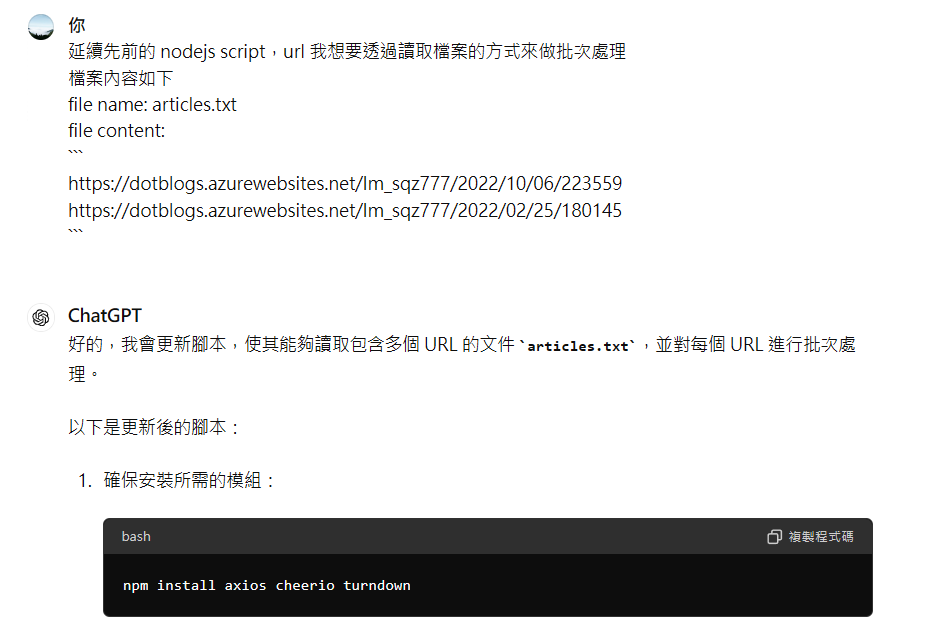 你
延續先前的 nodejs script，url 我想要透過讀取檔案的方式來做批次處理
檔案內容如下
file name: articles.txt
file content:
```
https://dotblogs.azurewebsites.net/lm_sqz777/2022/10/06/223559
https://dotblogs.azurewebsites.net/lm_sqz777/2022/02/25/180145
```
ChatGPT
好的，我會更新腳本，使其能夠讀取包含多個 URL 的文件 `articles.txt`，並對每個 URL 進行批次處
理。
以下是更新後的腳本：
1. 確保安裝所需的模組：
bash 複製程式碼
npm install axios cheerio turndown